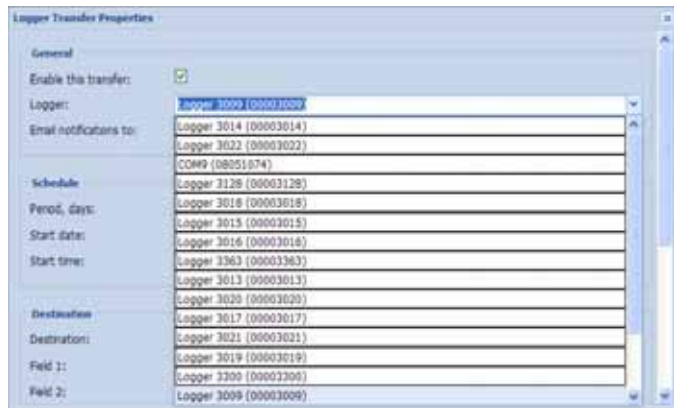 Logger Transfer Properties
General
Enable this transfer:
Logger: Logger 3009 (00003009)
Email notifications to:
Logger 3014 (00003014)
Logger 3022 (00003022)
COM9 (08051074)
Schedule
Logger 3128 (00003128)
Period, days:
Logger 3018 (00003018)
Logger 3015 (00003015)
Start date:
Logger 3016 (00003016)
Start time:
Logger 3363 (00003363)
Logger 3013 (00003013)
Logger 3020 (00003020)
Destination
Logger 3017 (00003017)
Destination:
Logger 3021 (00003021)
Logger 3019 (00003019)
Field 1:
Logger 3300 (00003300)
Field 2:
Logger 3009 (00003009)